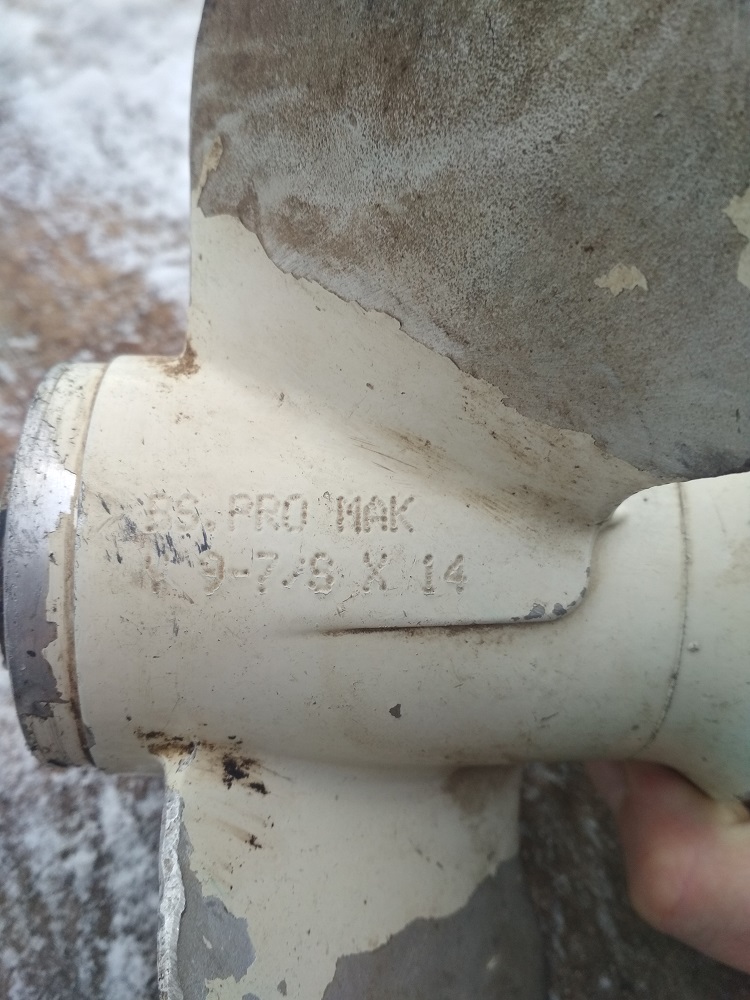 SS. PRO MAK
9-7/8 X 14